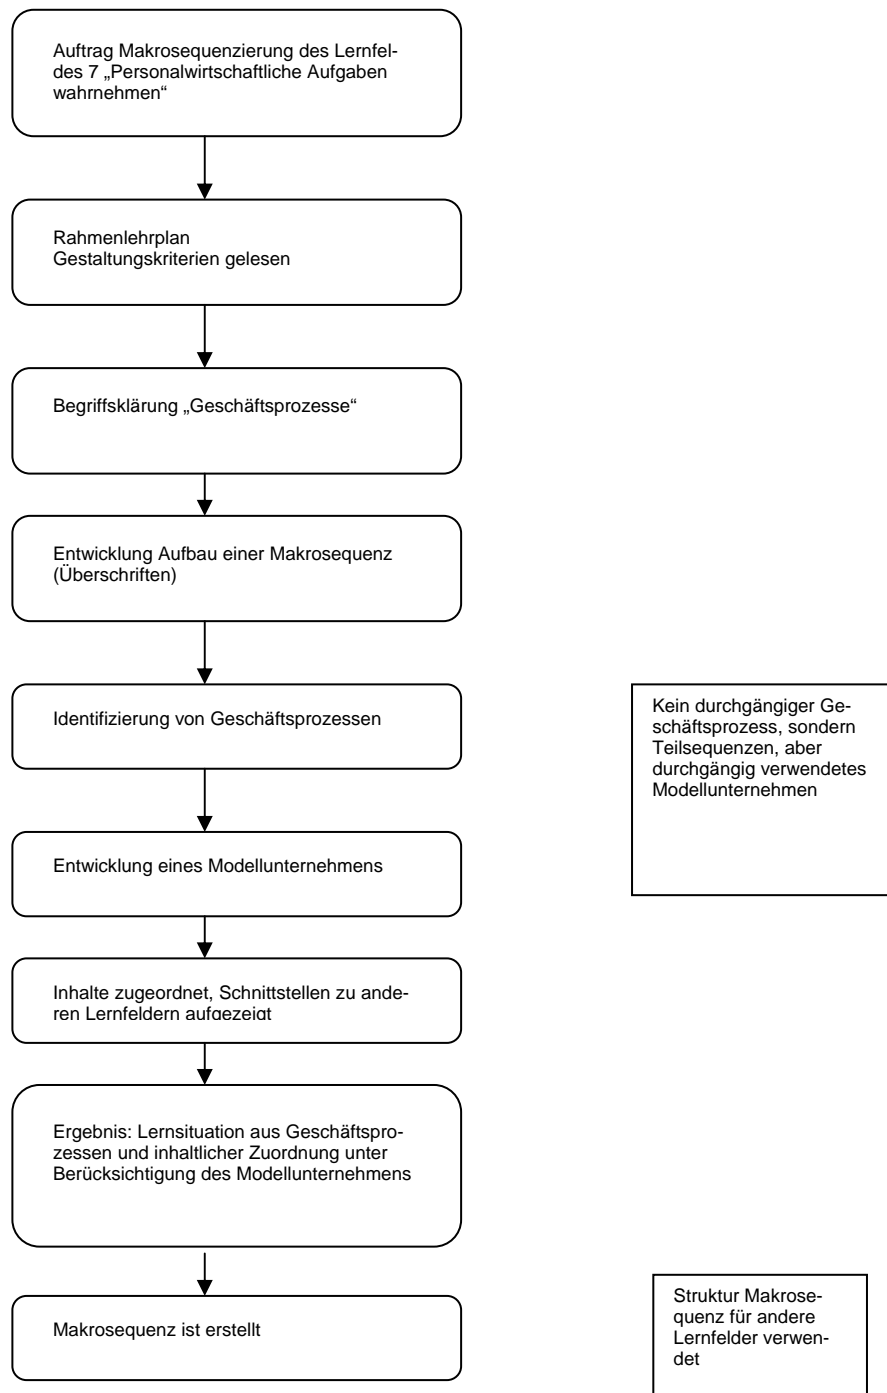 Auftrag Makrosequenzierung des Lernfel-
des 7 „Personalwirtschaftliche Aufgaben
wahrnehmen“
Rahmenlehrplan
Gestaltungskriterien gelesen
Begriffsklärung „Geschäftsprozesse“
Entwicklung Aufbau einer Makrosequenz
(Überschriften)
Identifizierung von Geschäftsprozessen
Kein durchgängiger Ge-
schäftsprozess, sondern
Teilsequenzen, aber
durchgängig verwendetes
Modellunternehmen
Entwicklung eines Modellunternehmens
Inhalte zugeordnet, Schnittstellen zu ande-
ren Lernfeldern aufgezeigt
Ergebnis: Lernsituation aus Geschäftspro-
zessen und inhaltlicher Zuordnung unter
Berücksichtigung des Modellunternehmens
Makrosequenz ist erstellt
Struktur Makrose-
quenz für andere
Lernfelder verwen-
det